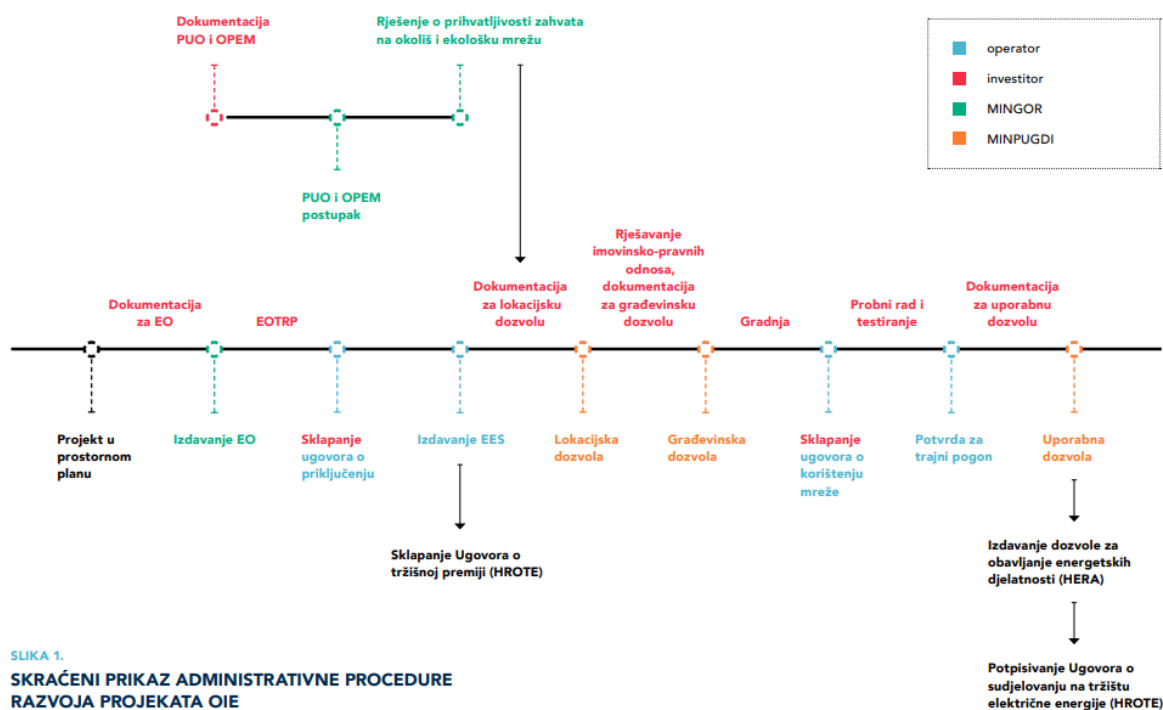 Dokumentacija
PUO i OPEM
Rješenje o prihvatljivosti zahvata
na okoliš i ekološku mrežu
operator
investitor
MINGOR
MINPUGDI
PUO i OPEM
postupak
Dokumentacija
za EO
EOTRP
Dokumentacija
za lokacijsku
dozvolu
Rješavanje
imovinsko-pravnih
odnosa,
dokumentacija
za građevinsku
dozvolu
Gradnja
Probni rad i
testiranje
Dokumentacija
za uporabnu
dozvolu
Projekt u
prostornom
planu
Izdavanje EO
Sklapanje
ugovora o
priključenju
Izdavanje EES
Lokacijska
dozvola
Građevinska
dozvola
Sklapanje
ugovora o
korištenju
mreže
Potvrda za
trajni pogon
Uporabna
dozvola
Sklapanje Ugovora o
tržišnoj premiji (HROTE)
Izdavanje dozvole za
obavljanje energetskih
djelatnosti (HERA)
Potpisivanje Ugovora o
sudjelovanju na tržištu
električne energije (HROTE)
SLIKA 1.
SKRAĆENI PRIKAZ ADMINISTRATIVNE PROCEDURE
RAZVOJA PROJEKATA OIE